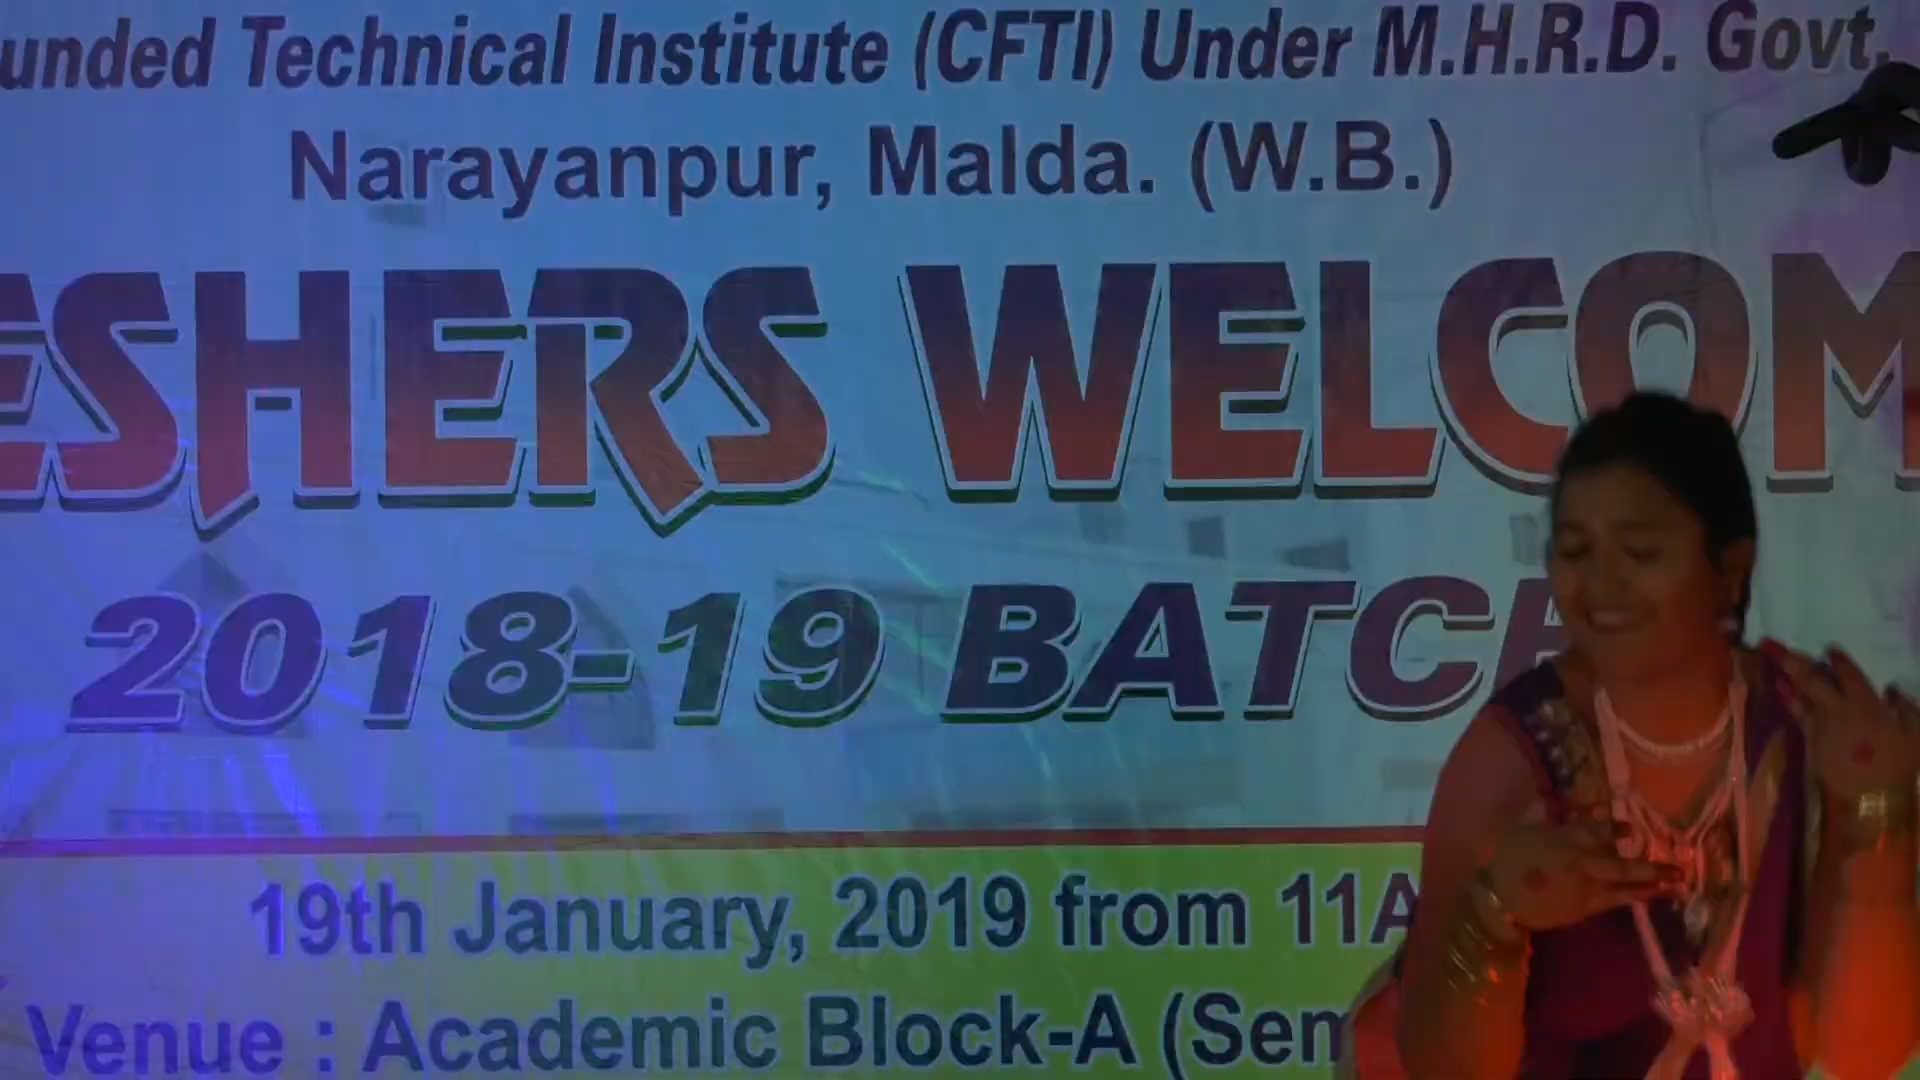 unded Technical Institute (CFTI) Under M.H.R.D. Govt.
Narayanpur, Malda. (W.B.)
ESHERS WELCOM
2018-19 BATCH
19th January, 2019 from 11A
Venue : Academic Block-A (Sem